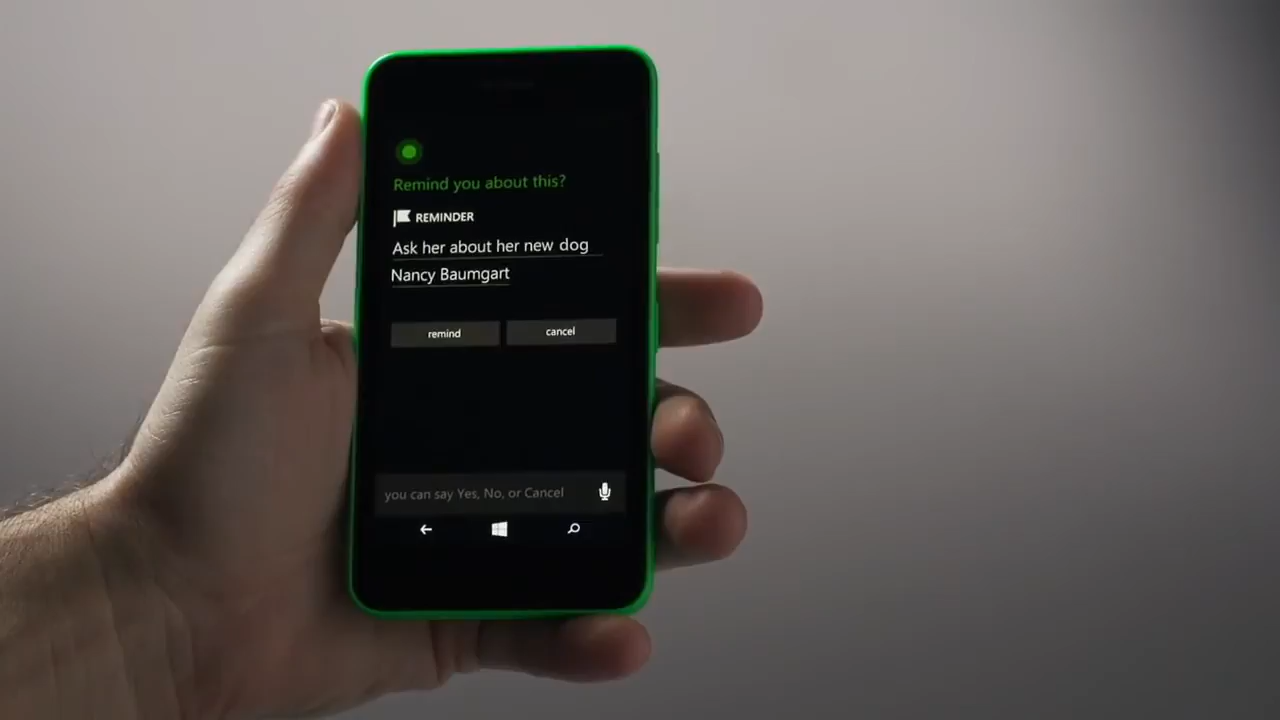 Remind you about this?
REMINDER
Ask her about her new dog
Nancy Baumgart
remind
cancel
you can say Yes, No, or Cancel